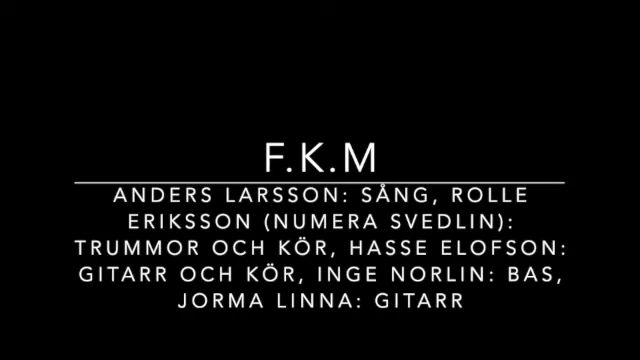 F.K.M
ANDERS LARSSON: SÅNG, ROLLE
ERIKSSON (NUMERA SVEDLIN):
TRUMMOR OCH KÖR, HASSE ELOFSON:
GITARR OCH KÖR, INGE NORLIN: BAS,
JORMA LINNA: GITARR